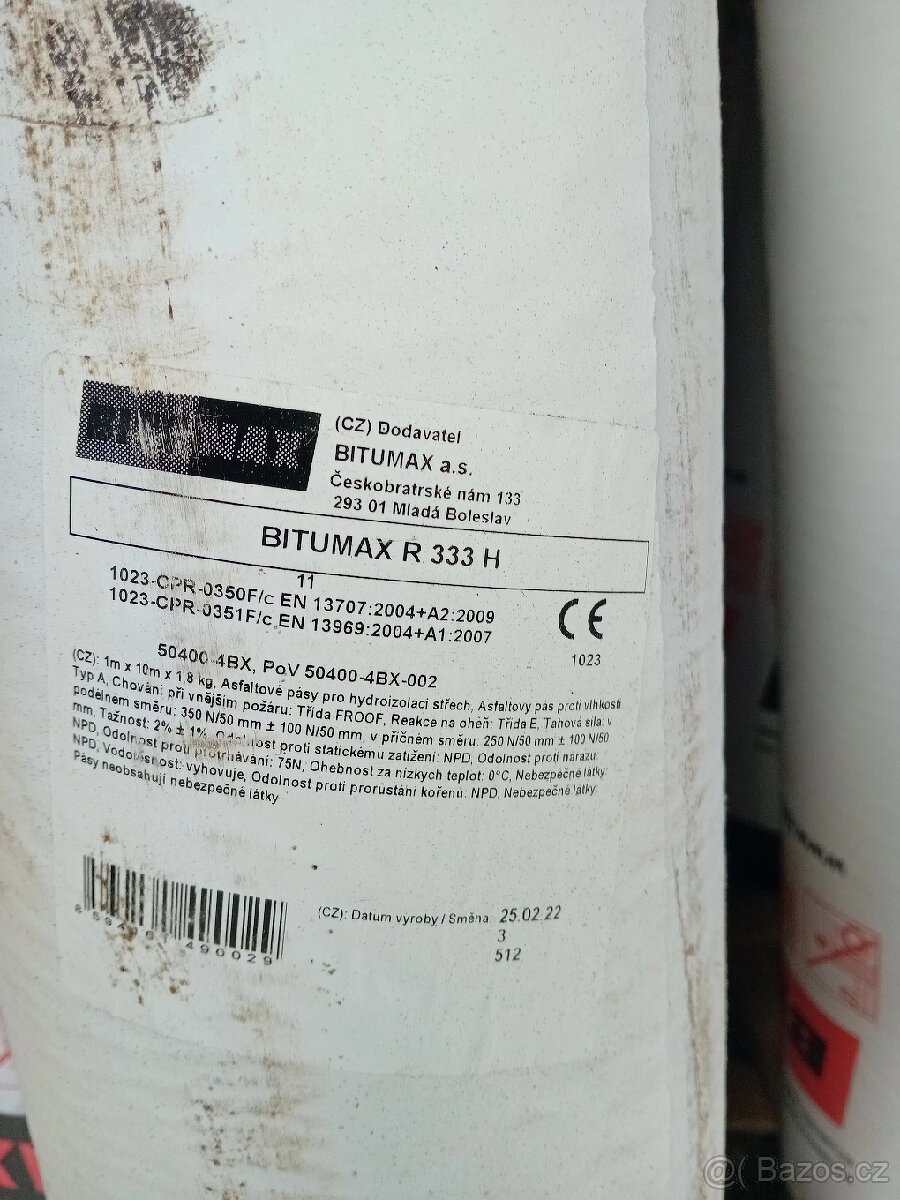 BITUMAX
(CZ) Dodavatel
BITUMAX a.s.
Českobratrské nám 133
293 01 Mladá Boleslav
BITUMAX R 333 H
11
1023-CPR-0350F/c EN 13707:2004+A2:2009
1023-CPR-0351F/c EN 13969:2004+A1:2007
CE
1023
50400-4BX, PoV 50400-4BX-002
(CZ): 1m x 10m x 1,8 kg, Asfaltové pásy pro hydroizolaci střech, Asfaltový pás proti vlhkosti
Typ A, Chování při vnějším požáru: Třída FROOF, Reakce na oheň: Třída E, Tahová síla: v
podélném směru: 350 N/50 mm ± 100 N/50 mm, v příčném směru: 250 N/50 mm ± 100 N/50
mm, Tažnost: 2% ± 1%, Odolnost proti statickému zatížení: NPD, Odolnost proti nárazu:
NPD, Odolnost proti protrhávání: 75N, Ohebnost za nízkých teplot: 0°C, Nebezpečné látky:
NPD, Vodotěsnost: vyhovuje, Odolnost proti prorustání kořenů: NPD, Nebezpečné látky:
Pásy neobsahují nebezpečné látky
490029
(CZ): Datum výroby / Směna: 25.02.22
3
512
@( Bazos.cz